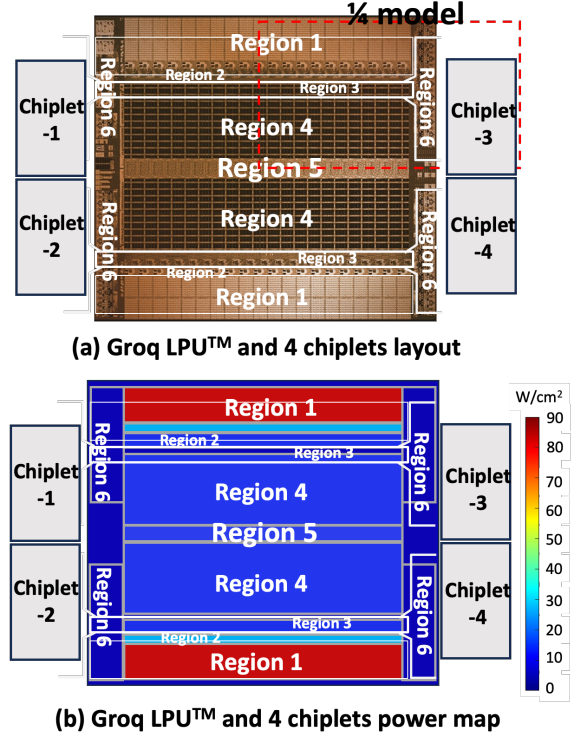 ¼ model
Region 1
Region 2
Region 3
Region 6
Region 6
Chiplet
-1
Chiplet
-3
Region 4
Region 5
Region 4
Chiplet
-2
Chiplet
-4
Region 6
Region 6
Region 3
Region 2
Region 1
(a) Groq LPU™ and 4 chiplets layout
W/cm²
Region 1
90
80
70
60
50
40
30
20
10
0
Region 2
Region 3
Region 6
Region 6
Chiplet
-1
Chiplet
-3
Region 4
Region 5
Region 4
Chiplet
-2
Chiplet
-4
Region 6
Region 6
Region 3
Region 2
Region 1
(b) Groq LPU™ and 4 chiplets power map